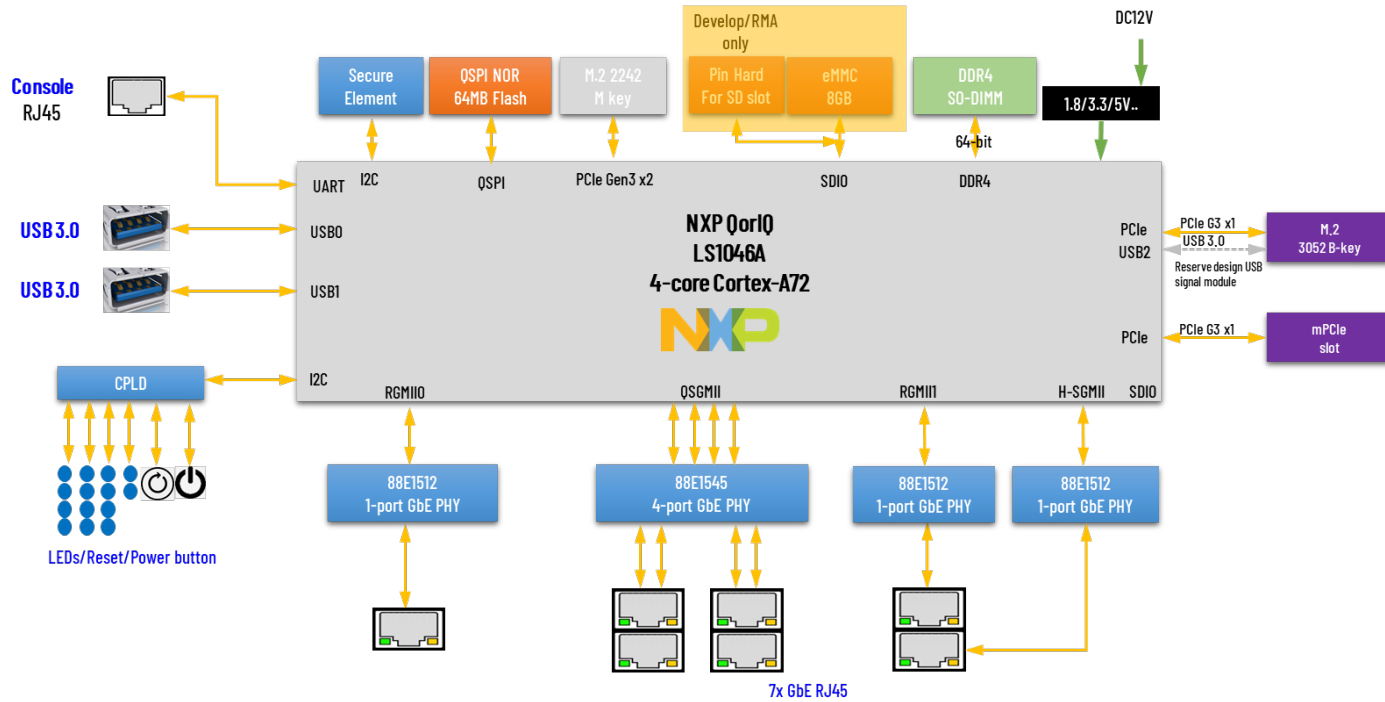 DC12V
Develop/RMA
only
Console
RJ45
Secure
Element
QSPI NOR
64MB Flash
M.2 2242
M key
Pin Hard
For SD slot
eMMC
8GB
DDR4
SO-DIMM
1.8/3.3/5V..
64-bit
UART
I2C
QSPI
PCIe Gen3 x2
SDIO
DDR4
USB 3.0
USB0
NXP QorIQ
LS1046A
4-core Cortex-A72
NXP
PCIe
USB2
PCIe G3 x1
USB 3.0
Reserve design USB
signal module
M.2
3052 B-key
USB 3.0
USB1
PCIe
PCIe G3 x1
mPCIe
slot
CPLD
I2C
RGMII0
QSGMII
RGMII1
H-SGMII
SDIO
88E1512
1-port GbE PHY
88E1545
4-port GbE PHY
88E1512
1-port GbE PHY
88E1512
1-port GbE PHY
LEDs/Reset/Power button
7x GbE RJ45